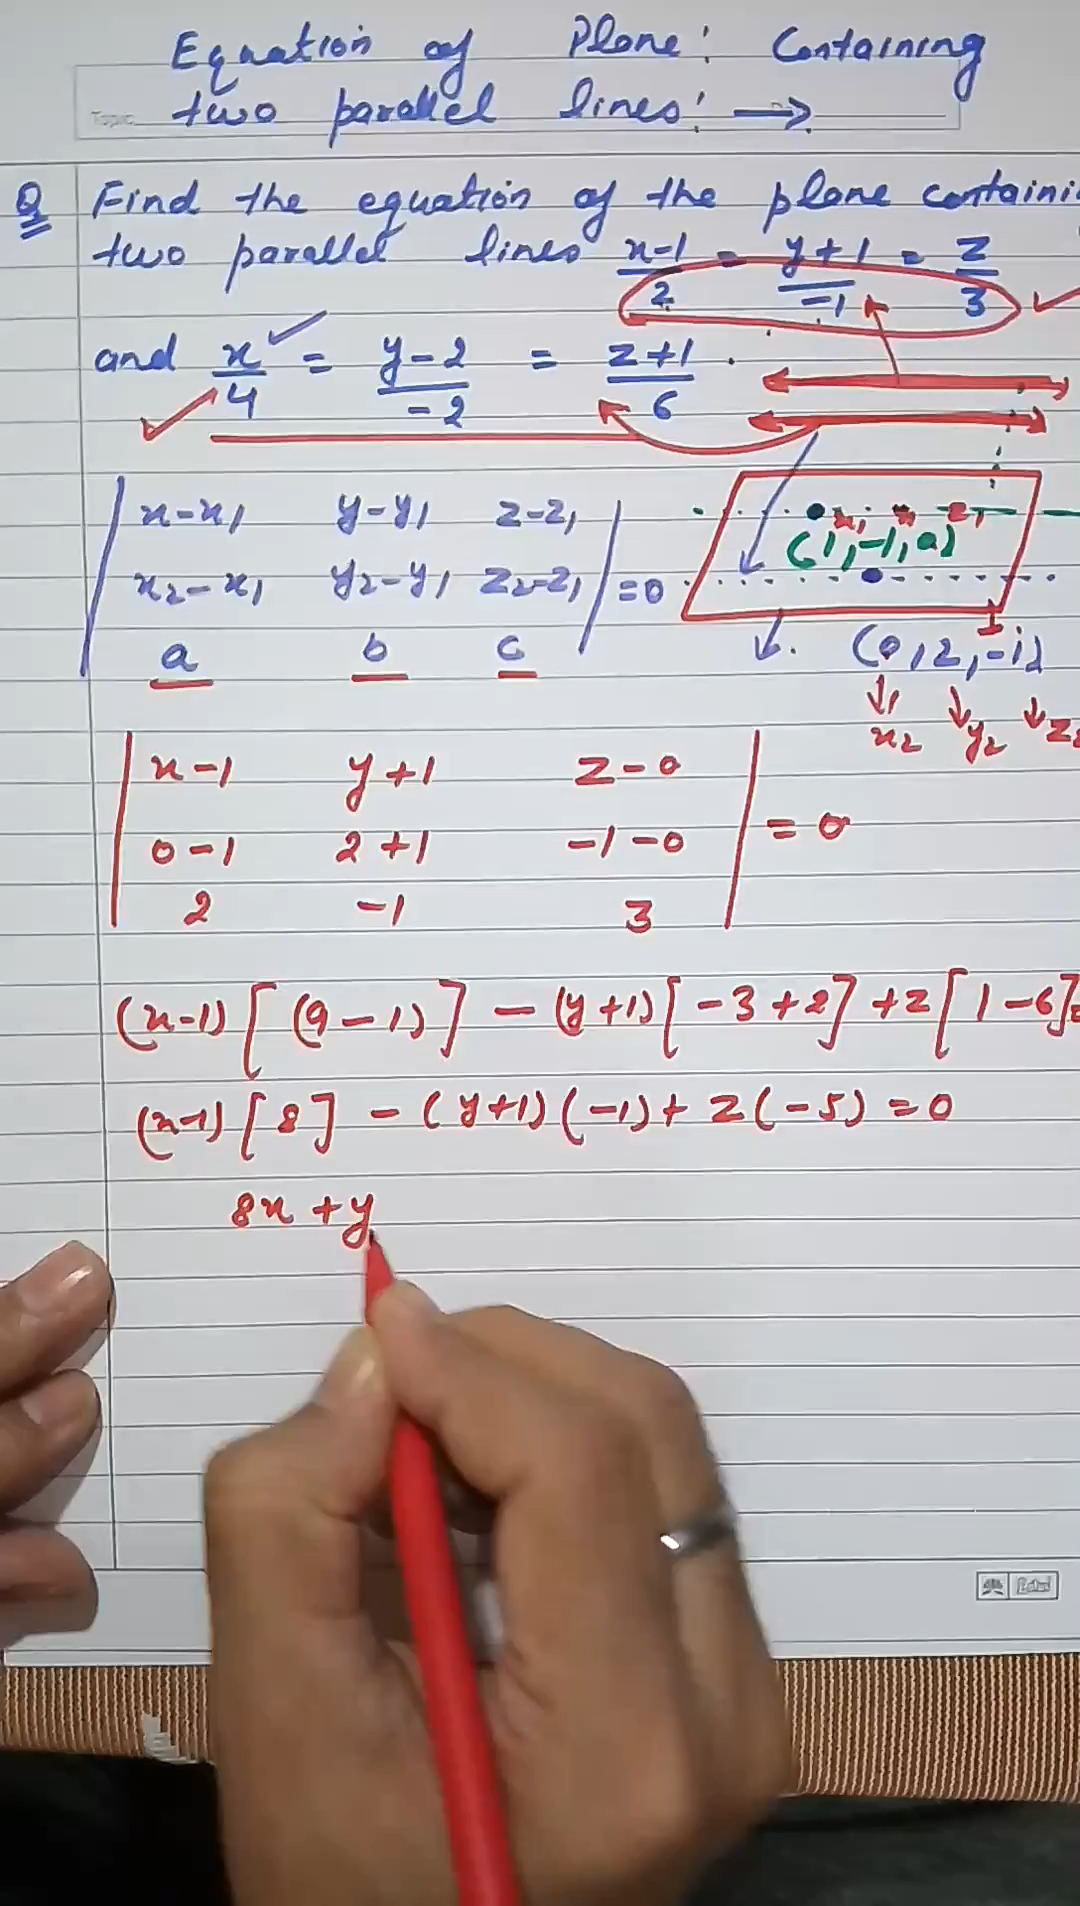 Equation of Plane: Containing
Topic two parallel lines: →
Q Find the equation of the plane containi
two parallel lines x-1/2 = y+1/-1 = z/3
and x/4 = y-2/-2 = z+1/6 .
| x-x₁ y-y₁ z-z₁ |
| x₂-x₁ y₂-y₁ z₂-z₁ | = 0
a b c
x₁ z₁
(1,-1,0)
(0,2,-1)
x₂ y₂ z₂
| x-1 y+1 z-0 |
| 0-1 2+1 -1-0 | = 0
| 2 -1 3 |
(x-1)[(9-1)] - (y+1)[-3+2] + z[1-6]=
(x-1)[8] - (y+1)(-1) + z(-5) = 0
8x + y